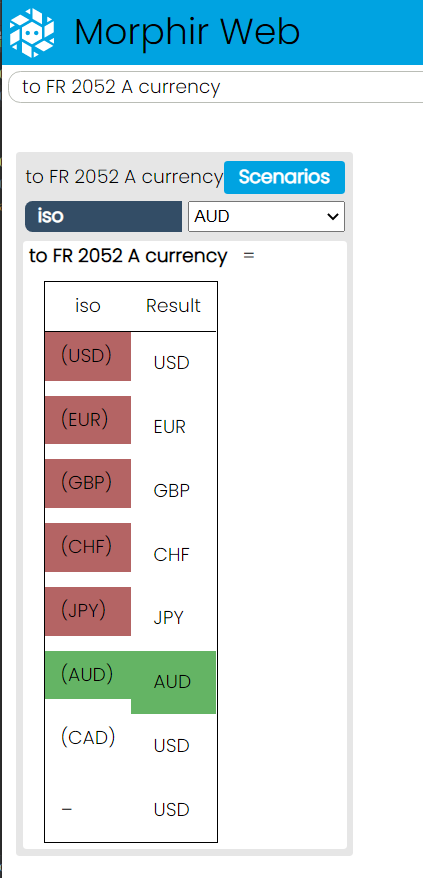 Morphir Web
to FR 2052 A currency
to FR 2052 A currency Scenarios
iso AUD
to FR 2052 A currency =
iso Result
(USD) USD
(EUR) EUR
(GBP) GBP
(CHF) CHF
(JPY) JPY
(AUD) AUD
(CAD) USD
– USD